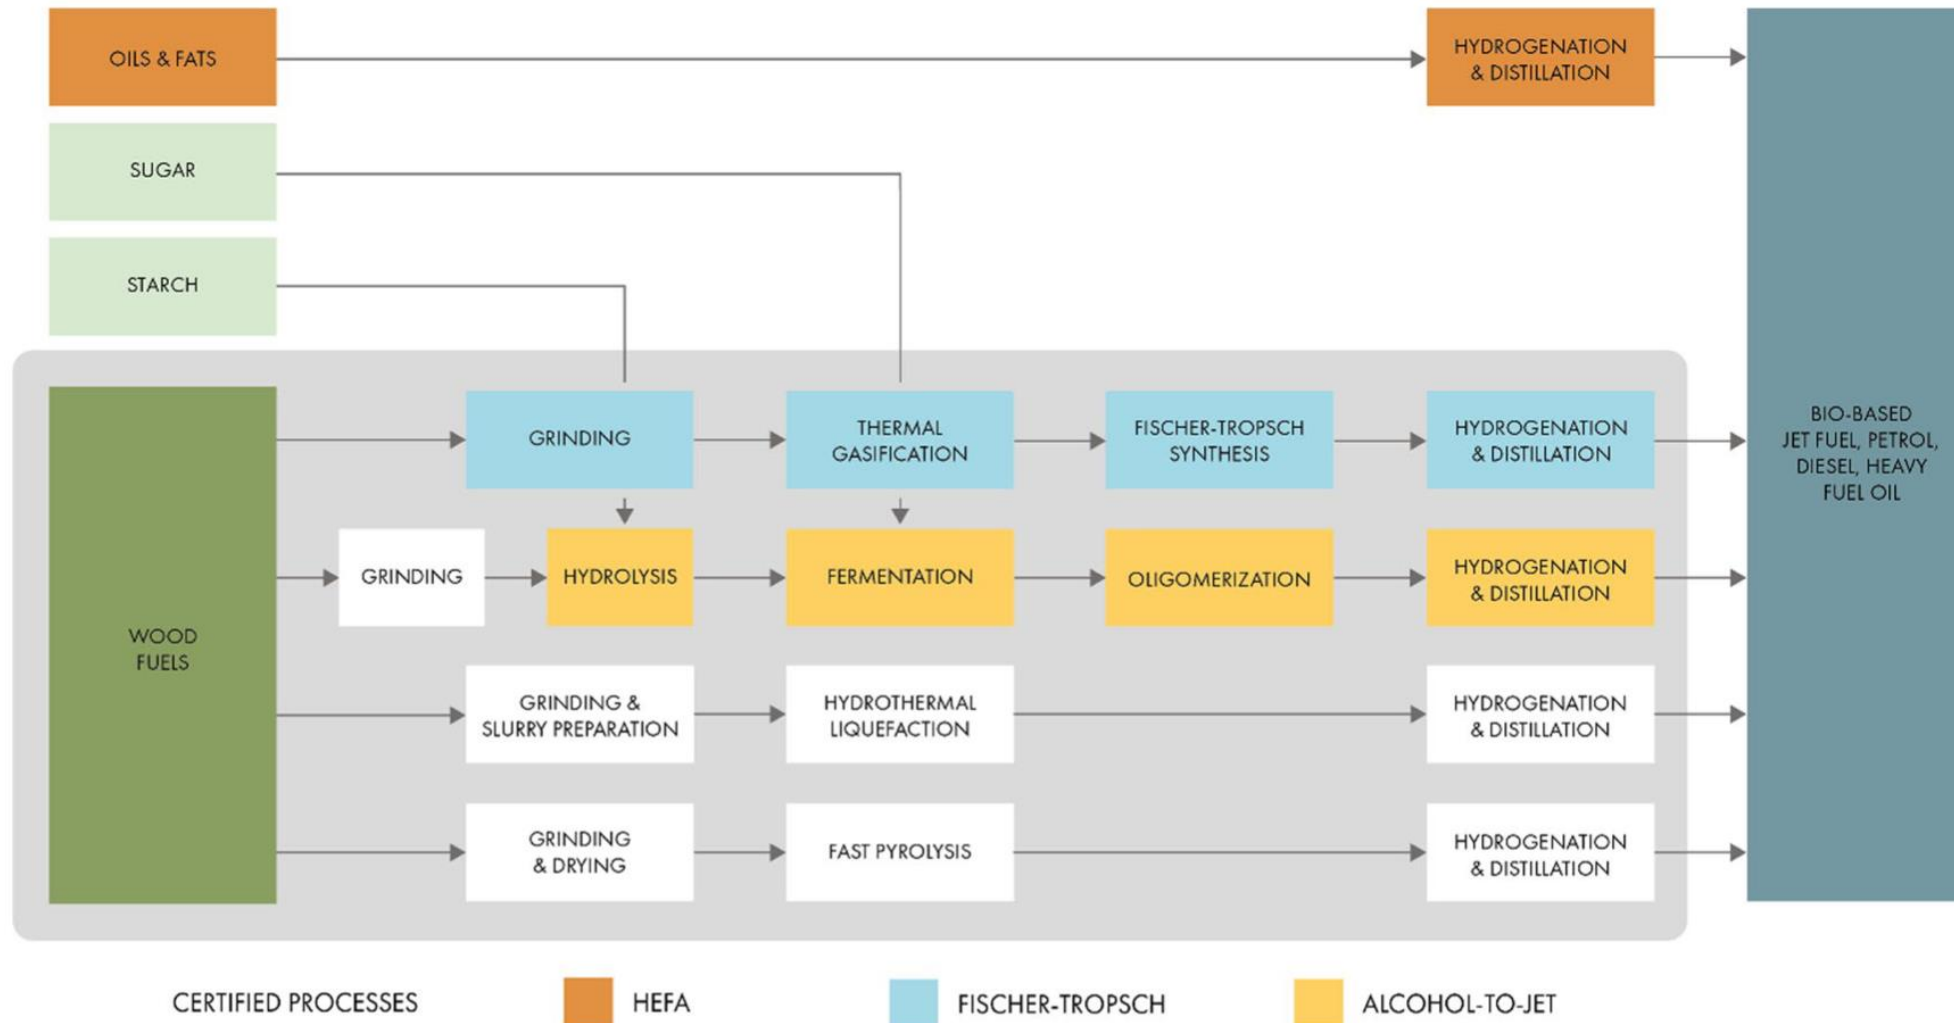 OILS & FATS
HYDROGENATION
& DISTILLATION
SUGAR
STARCH
WOOD
FUELS
GRINDING
THERMAL
GASIFICATION
FISCHER-TROPSCH
SYNTHESIS
HYDROGENATION
& DISTILLATION
GRINDING
HYDROLYSIS
FERMENTATION
OLIGOMERIZATION
HYDROGENATION
& DISTILLATION
GRINDING &
SLURRY PREPARATION
HYDROTHERMAL
LIQUEFACTION
HYDROGENATION
& DISTILLATION
GRINDING
& DRYING
FAST PYROLYSIS
HYDROGENATION
& DISTILLATION
BIO-BASED
JET FUEL, PETROL,
DIESEL, HEAVY
FUEL OIL
CERTIFIED PROCESSES
HEFA
FISCHER-TROPSCH
ALCOHOL-TO-JET